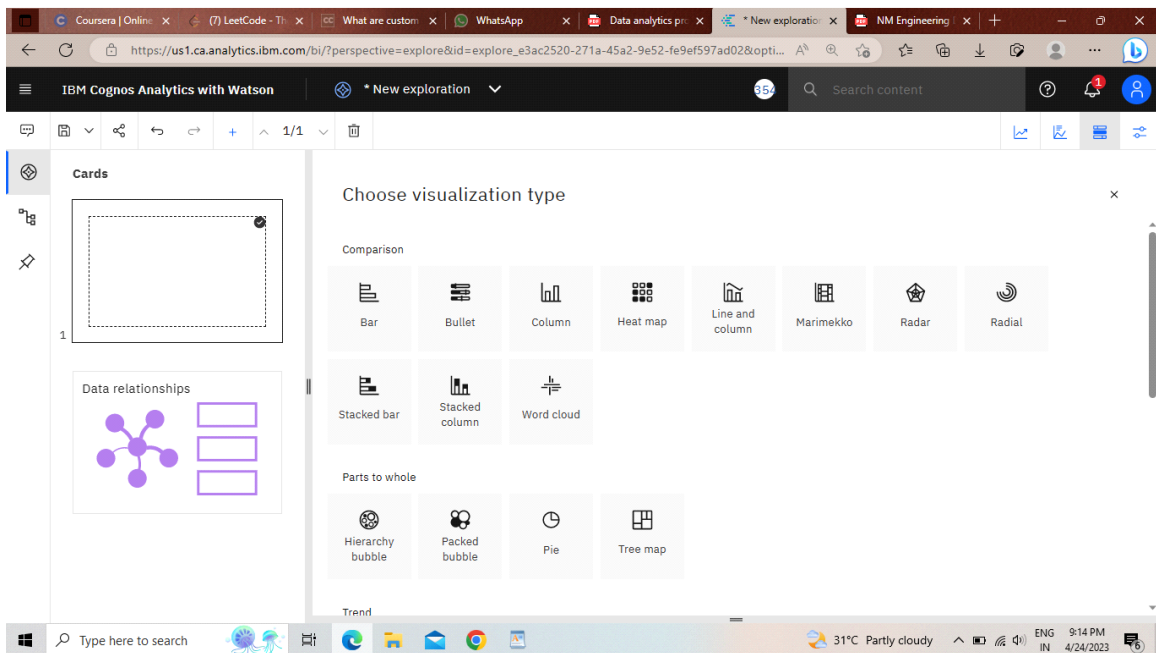 Coursera | Online
(7) LeetCode - Th
What are custom
WhatsApp
Data analytics pro
* New exploration
NM Engineering
https://us1.ca.analytics.ibm.com/bi/?perspective=explore&id=explore_e3ac2520-271a-45a2-9e52-fe9ef597ad02&opti...
IBM Cognos Analytics with Watson
* New exploration
354
Search content
1
1/1
Cards
1
Data relationships
Choose visualization type
Comparison
Bar
Bullet
Column
Heat map
Line and
column
Marimekko
Radar
Radial
Stacked bar
Stacked
column
Word cloud
Parts to whole
Hierarchy
bubble
Packed
bubble
Pie
Tree map
Trend
Type here to search
31°C Partly cloudy
ENG
IN
9:14 PM
4/24/2023
6